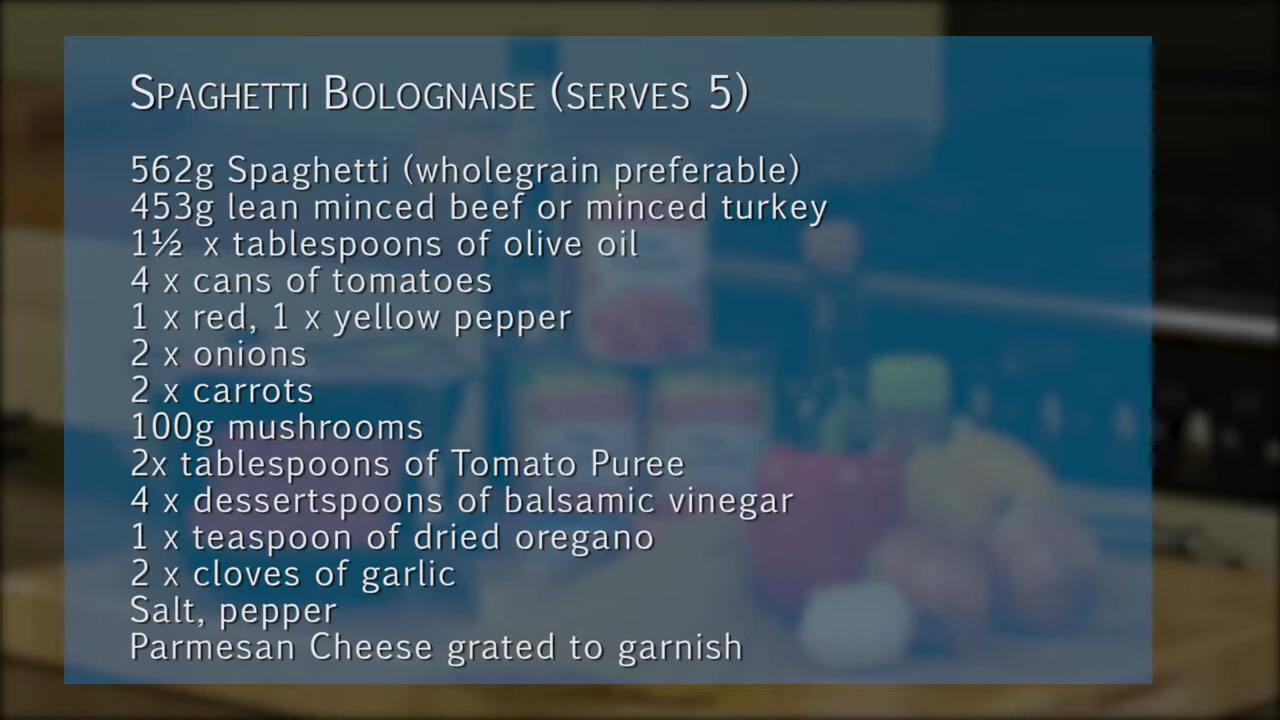 Spaghetti Bolognaise (serves 5)
562g Spaghetti (wholegrain preferable)
453g lean minced beef or minced turkey
1½ x tablespoons of olive oil
4 x cans of tomatoes
1 x red, 1 x yellow pepper
2 x onions
2 x carrots
100g mushrooms
2x tablespoons of Tomato Puree
4 x dessertspoons of balsamic vinegar
1 x teaspoon of dried oregano
2 x cloves of garlic
Salt, pepper
Parmesan Cheese grated to garnish